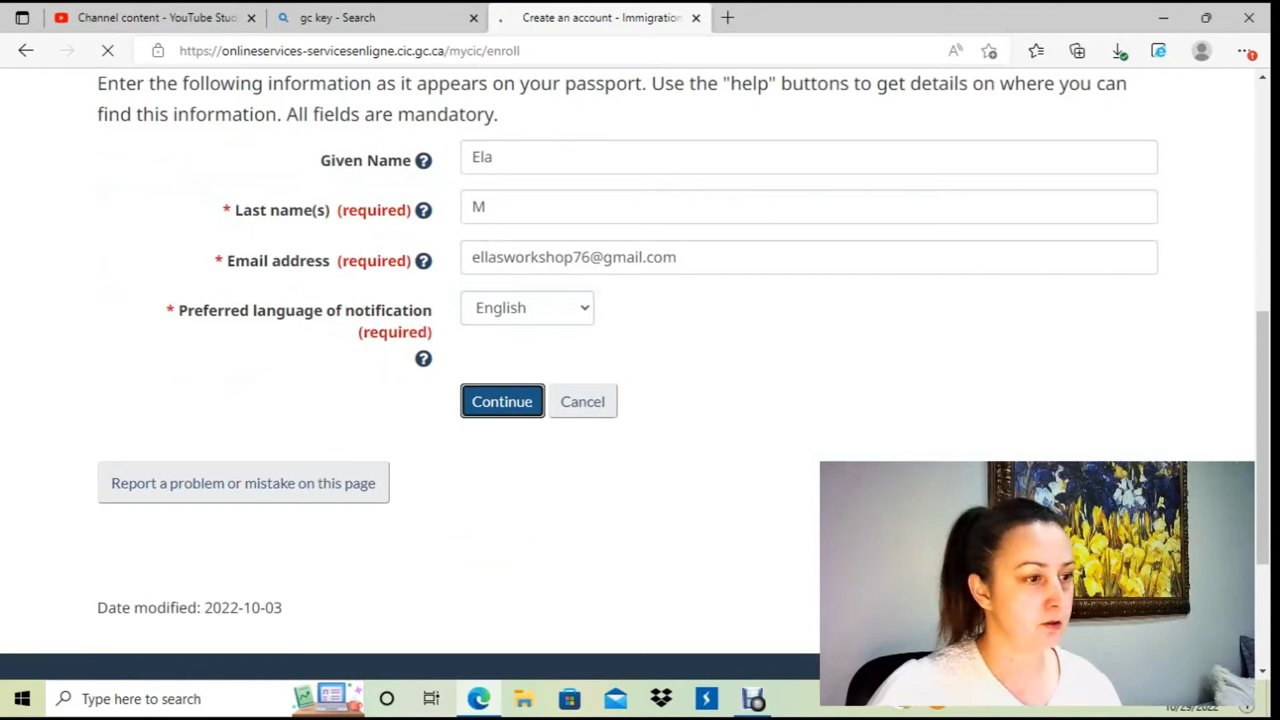 Channel content - YouTube Stu
gc key - Search
Create an account - Immigration
https://onlineservices-servicesenligne.cic.gc.ca/mycic/enroll
Enter the following information as it appears on your passport. Use the "help" buttons to get details on where you can
find this information. All fields are mandatory.
Given Name ?
Ela
* Last name(s) (required) ?
M
* Email address (required) ?
ellasworkshop76@gmail.com
* Preferred language of notification
(required)
?
English
Continue
Cancel
Report a problem or mistake on this page
Date modified: 2022-10-03
Type here to search
10/29/2022